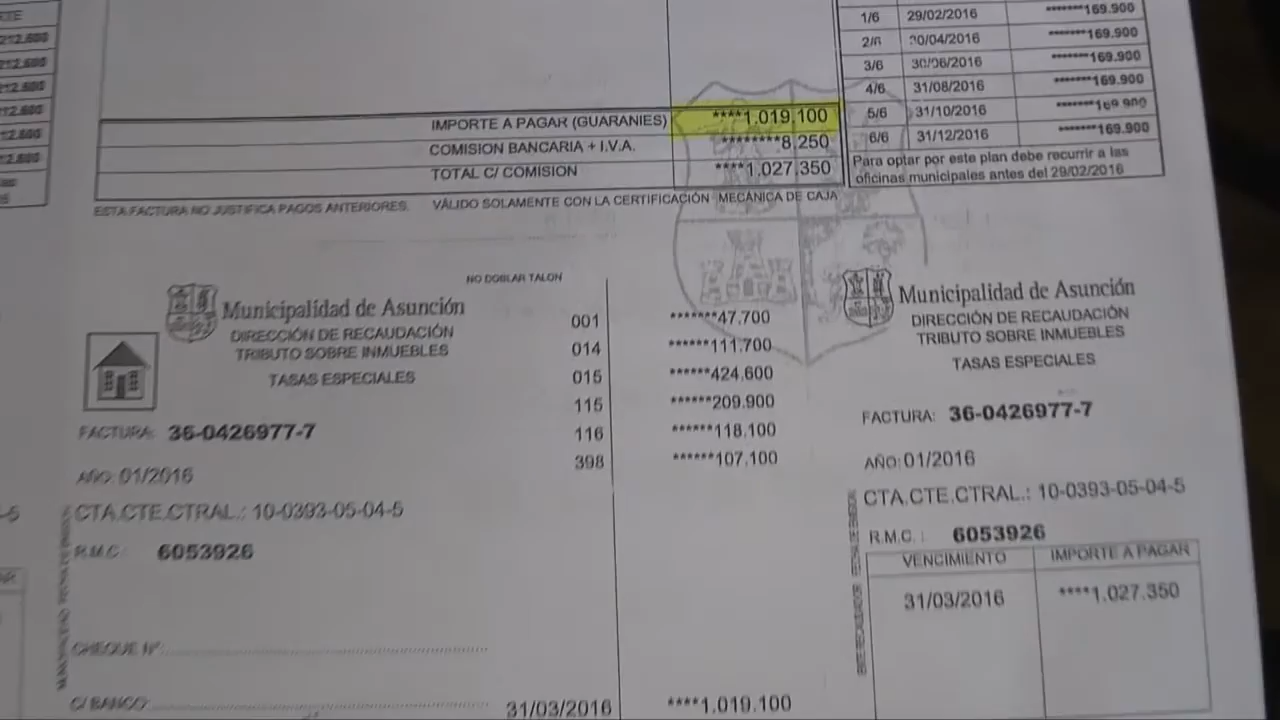 212.600
212.600
1/6 29/02/2016 *******169.900
2/6 30/04/2016 *******169.900
3/6 30/06/2016 *******169.900
4/6 31/08/2016 *******169.900
5/6 31/10/2016 *******169.900
6/6 31/12/2016 *******169.900
Para optar por este plan debe recurrir a las
oficinas municipales antes del 29/02/2016
IMPORTE A PAGAR (GUARANIES) ****1.019.100
COMISION BANCARIA + I.V.A. ********8.250
TOTAL C/ COMISION ****1.027.350
ESTA FACTURA NO JUSTIFICA PAGOS ANTERIORES. VÁLIDO SOLAMENTE CON LA CERTIFICACIÓN MECÁNICA DE CAJA
NO DOBLAR TALON
Municipalidad de Asunción
DIRECCIÓN DE RECAUDACIÓN
TRIBUTO SOBRE INMUEBLES
TASAS ESPECIALES
FACTURA: 36-0426977-7
AÑO: 01/2016
CTA.CTE.CTRAL.: 10-0393-05-04-5
R.M.C.: 6053926
CHEQUE Nº
C/ BANCO
001 *******47.700
014 ******111.700
015 ******424.600
115 ******209.900
116 ******118.100
398 ******107.100
31/03/2016 ****1.019.100
Municipalidad de Asunción
DIRECCIÓN DE RECAUDACIÓN
TRIBUTO SOBRE INMUEBLES
TASAS ESPECIALES
FACTURA: 36-0426977-7
AÑO: 01/2016
CTA.CTE.CTRAL.: 10-0393-05-04-5
R.M.C. : 6053926
VENCIMIENTO IMPORTE A PAGAR
31/03/2016 ****1.027.350